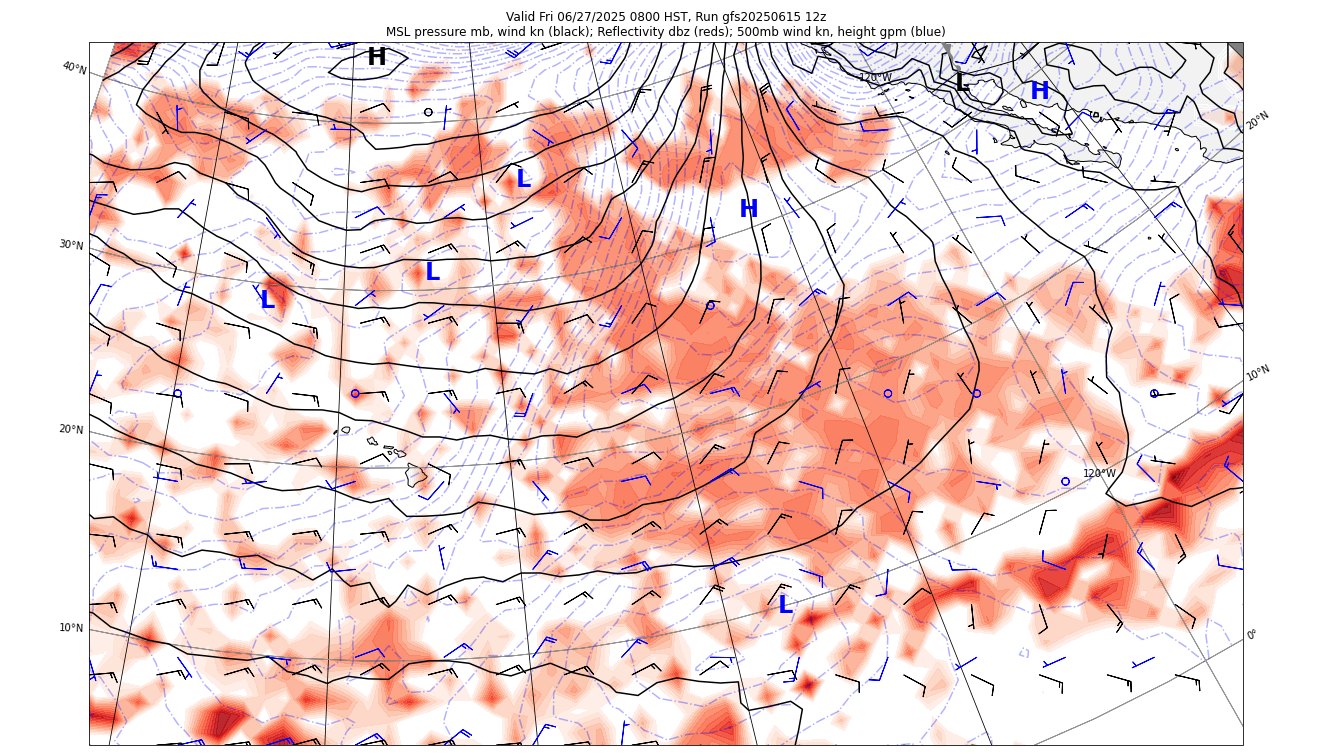 Valid Fri 06/27/2025 0800 HST, Run gfs20250615 12z
MSL pressure mb, wind kn (black); Reflectivity dbz (reds); 500mb wind kn, height gpm (blue)
H
40°N
120°W
L
H
20°N
L
H
30°N
L
L
10°N
20°N
120°W
L
10°N
0°